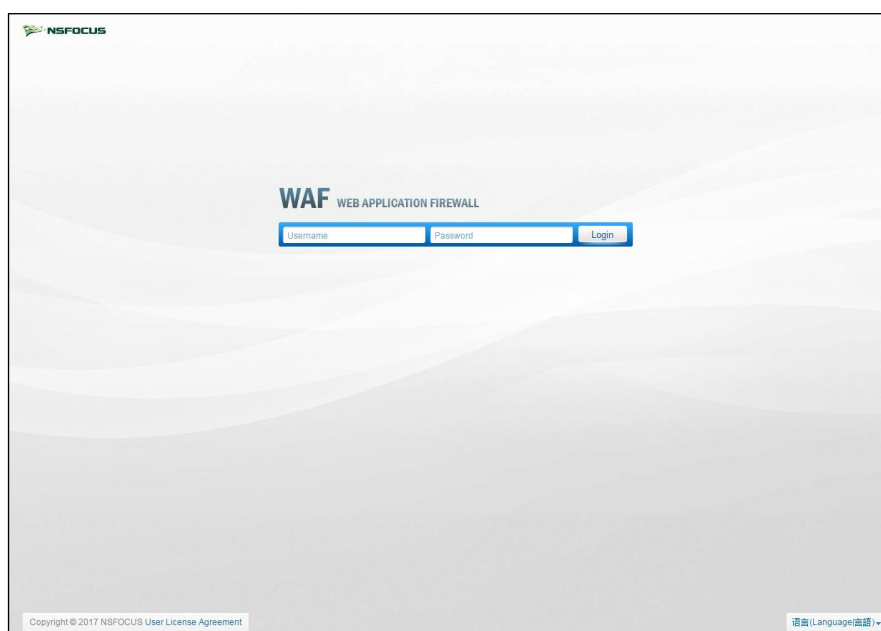 NSFOCUS
WAF WEB APPLICATION FIREWALL
Username Password Login
Copyright © 2017 NSFOCUS User License Agreement
语言(Language|言語)